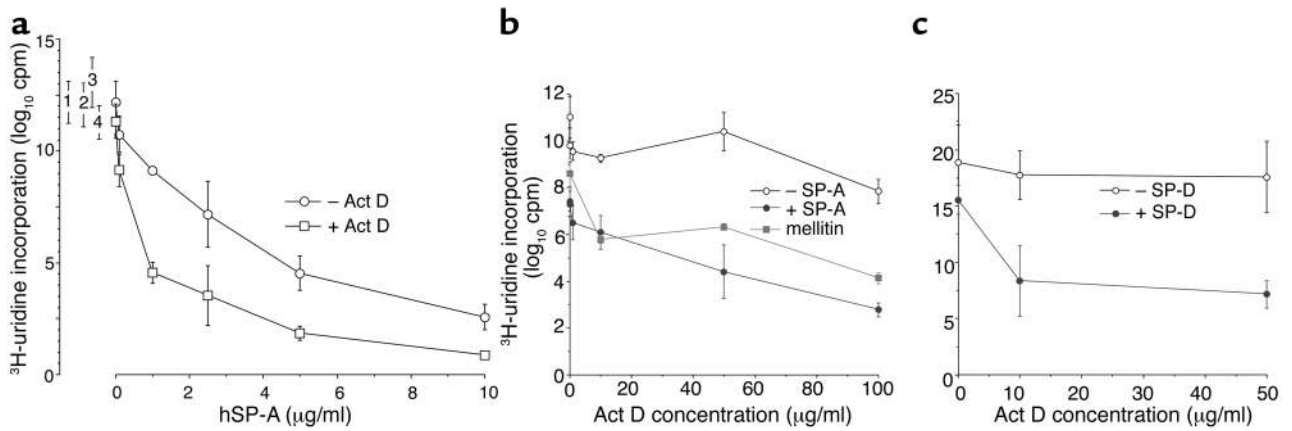 a
³H-uridine incorporation (log₁₀ cpm)
15
10
5
0
1
2
3
4
– Act D
+ Act D
0 2 4 6 8 10
hSP-A (μg/ml)
b
³H-uridine incorporation
(log₁₀ cpm)
12
10
8
6
4
2
0
– SP-A
+ SP-A
mellitin
0 20 40 60 80 100
Act D concentration (μg/ml)
c
25
20
15
10
5
0
– SP-D
+ SP-D
0 10 20 30 40 50
Act D concentration (μg/ml)